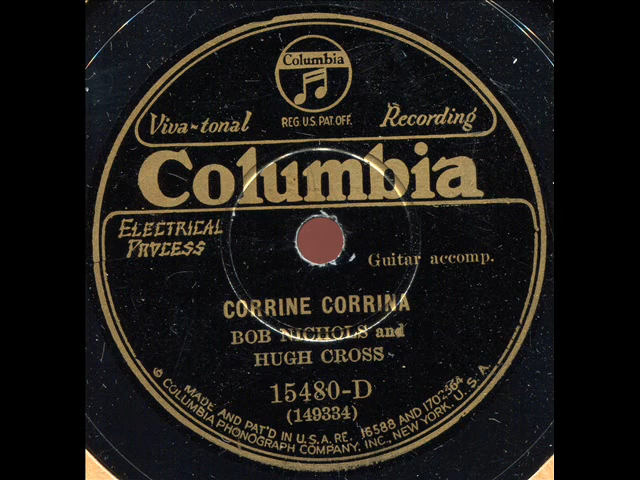 Columbia
REG. U.S. PAT. OFF.
Viva-tonal Recording
Columbia
ELECTRICAL
PROCESS
Guitar accomp.
CORRINE CORRINA
BOB NICHOLS and
HUGH CROSS
15480-D
(149334)
MADE AND PAT'D IN U.S.A. RE. 16588 AND
© COLUMBIA PHONOGRAPH COMPANY, INC., NEW YORK, U.S.A.